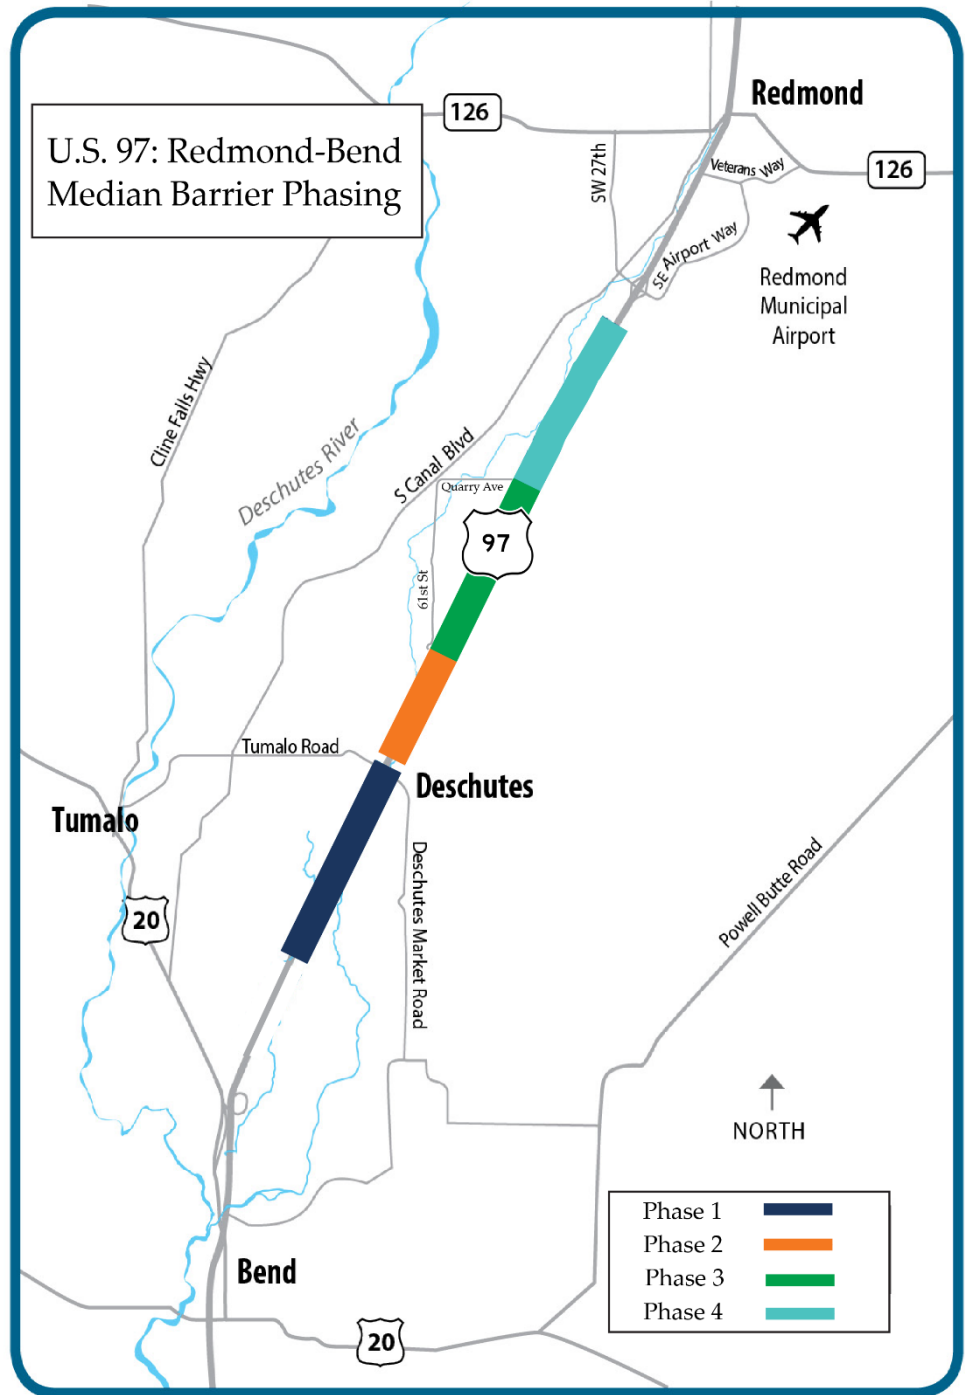 Redmond
126
U.S. 97: Redmond-Bend
Median Barrier Phasing
SW 27th
Veterans Way
126
SE Airport Way
Redmond
Municipal
Airport
Cline Falls Hwy
Deschutes River
S Canal Blvd
Quarry Ave
97
61st St
Tumalo Road
Deschutes
Tumalo
Deschutes Market Road
Powell Butte Road
20
NORTH
Phase 1
Phase 2
Phase 3
Phase 4
Bend
20